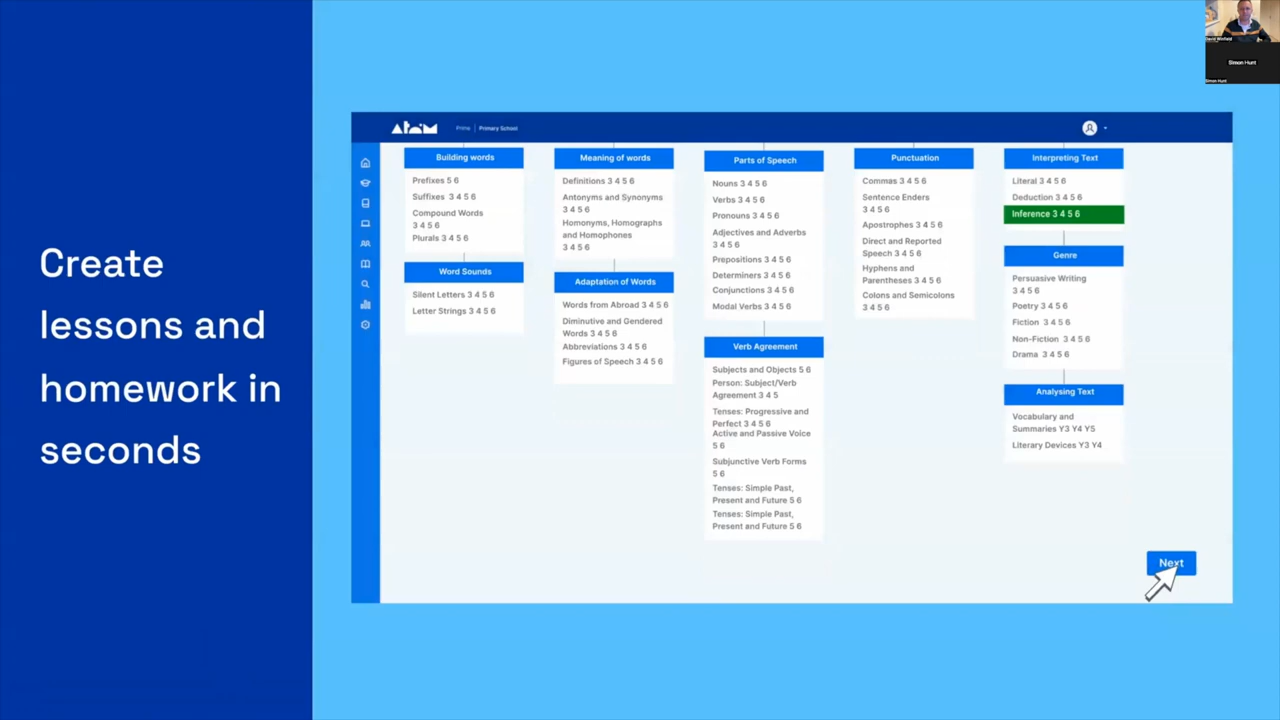 Create
lessons and
homework in
seconds
Atom
Prime | Primary School
Building words
Prefixes 5 6
Suffixes 3 4 5 6
Compound Words
3 4 5 6
Plurals 3 4 5 6
Word Sounds
Silent Letters 3 4 5 6
Letter Strings 3 4 5 6
Meaning of words
Definitions 3 4 5 6
Antonyms and Synonyms
3 4 5 6
Homonyms, Homographs
and Homophones
3 4 5 6
Adaptation of Words
Words from Abroad 3 4 5 6
Diminutive and Gendered
Words 3 4 5 6
Abbreviations 3 4 5 6
Figures of Speech 3 4 5 6
Parts of Speech
Nouns 3 4 5 6
Verbs 3 4 5 6
Pronouns 3 4 5 6
Adjectives and Adverbs
3 4 5 6
Prepositions 3 4 5 6
Determiners 3 4 5 6
Conjunctions 3 4 5 6
Modal Verbs 3 4 5 6
Verb Agreement
Subjects and Objects 5 6
Person: Subject/Verb
Agreement 3 4 5
Tenses: Progressive and
Perfect 3 4 5 6
Active and Passive Voice
5 6
Subjunctive Verb Forms
5 6
Tenses: Simple Past,
Present and Future 5 6
Tenses: Simple Past,
Present and Future 5 6
Punctuation
Commas 3 4 5 6
Sentence Enders
3 4 5 6
Apostrophes 3 4 5 6
Direct and Reported
Speech 3 4 5 6
Hyphens and
Parentheses 3 4 5 6
Colons and Semicolons
3 4 5 6
Interpreting Text
Literal 3 4 5 6
Deduction 3 4 5 6
Inference 3 4 5 6
Genre
Persuasive Writing
3 4 5 6
Poetry 3 4 5 6
Fiction 3 4 5 6
Non-Fiction 3 4 5 6
Drama 3 4 5 6
Analysing Text
Vocabulary and
Summaries Y3 Y4 Y5
Literary Devices Y3 Y4
Next
David Winfield
Simon Hunt
Simon Hunt